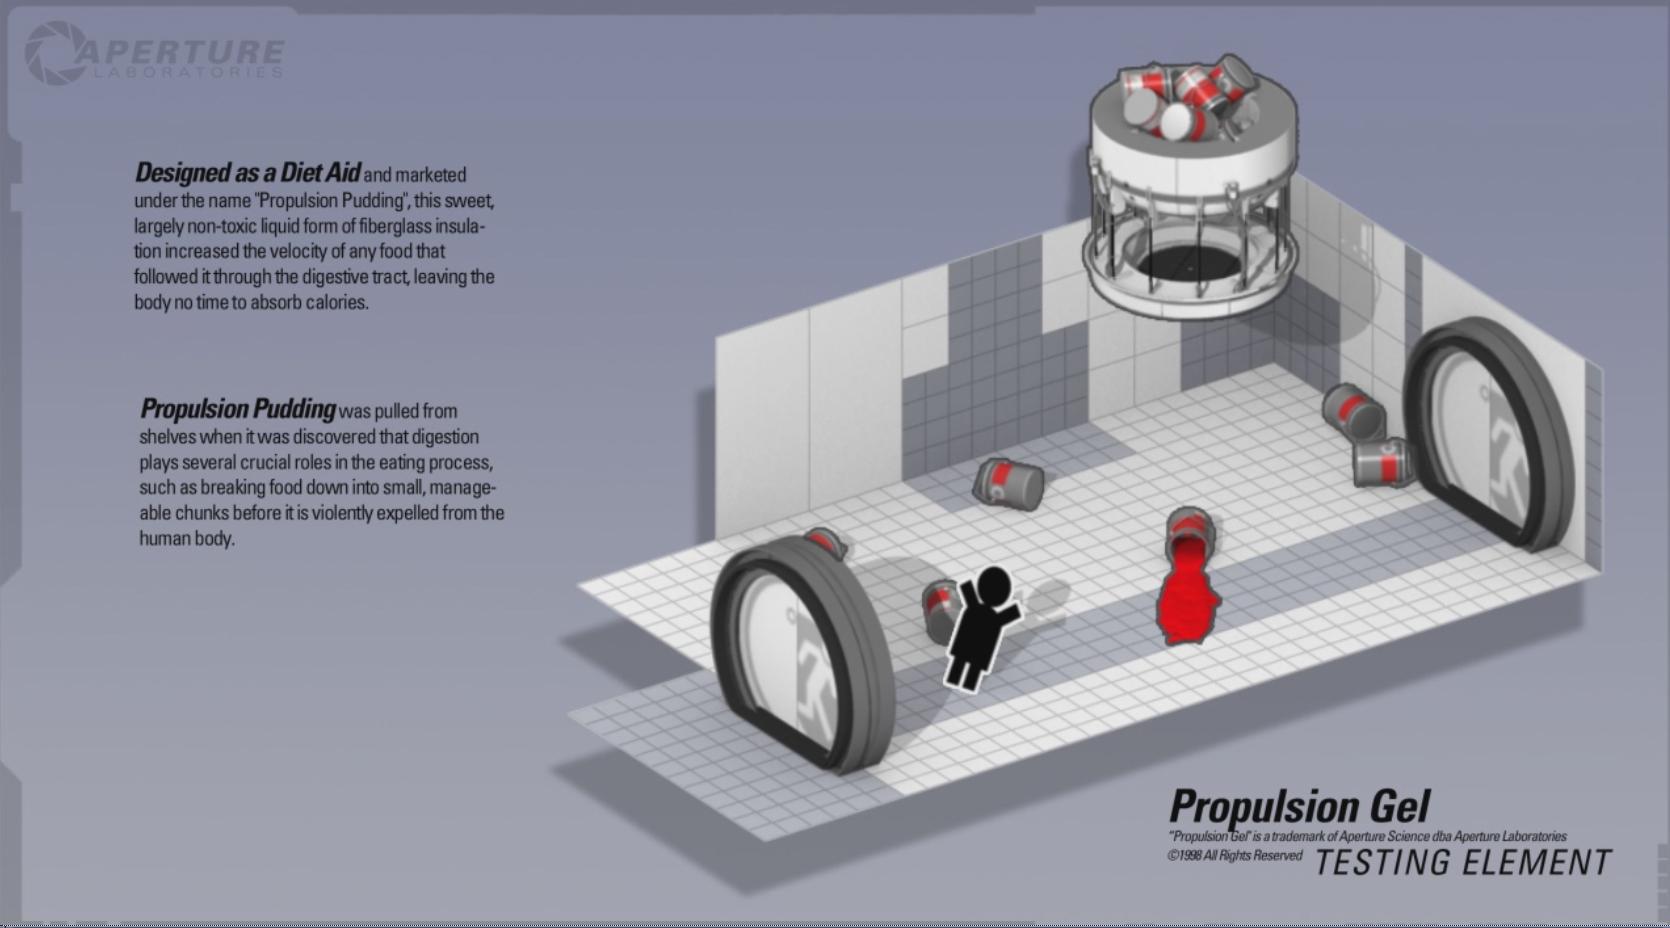 APERTURE
LABORATORIES
Designed as a Diet Aid and marketed
under the name "Propulsion Pudding", this sweet,
largely non-toxic liquid form of fiberglass insula-
tion increased the velocity of any food that
followed it through the digestive tract, leaving the
body no time to absorb calories.
Propulsion Pudding was pulled from
shelves when it was discovered that digestion
plays several crucial roles in the eating process,
such as breaking food down into small, manage-
able chunks before it is violently expelled from the
human body.
Propulsion Gel
"Propulsion Gel" is a trademark of Aperture Science dba Aperture Laboratories
©1998 All Rights Reserved TESTING ELEMENT